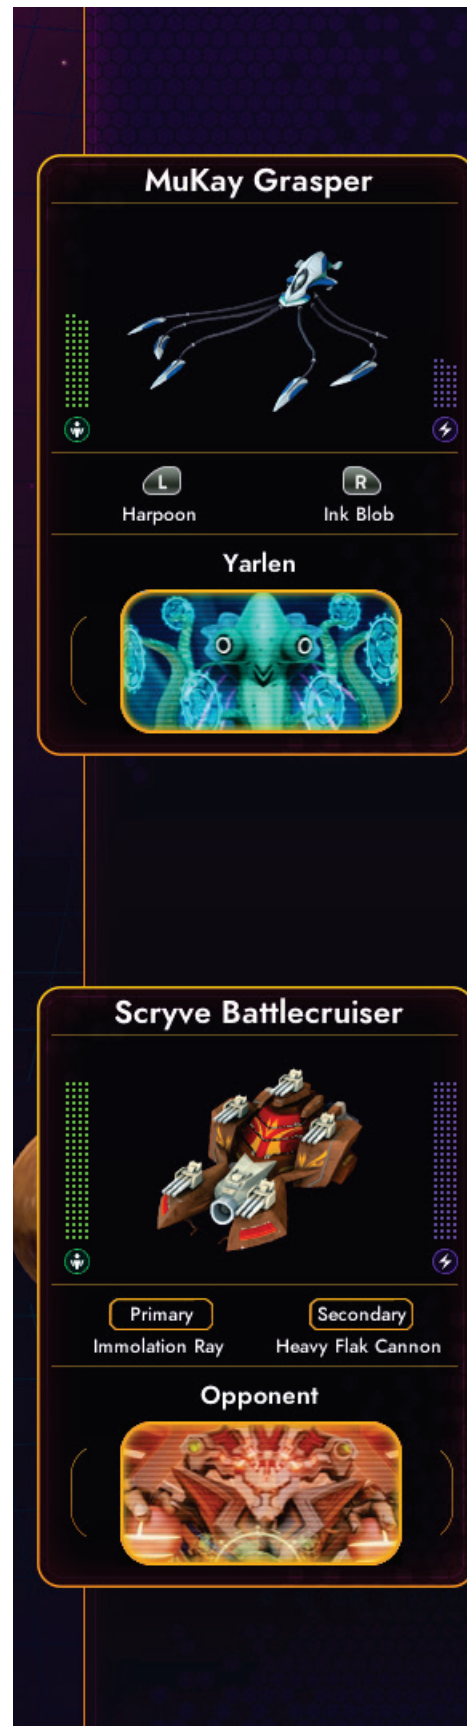 MuKay Grasper
L R
Harpoon Ink Blob
Yarlen
Scryve Battlecruiser
Primary Secondary
Immolation Ray Heavy Flak Cannon
Opponent